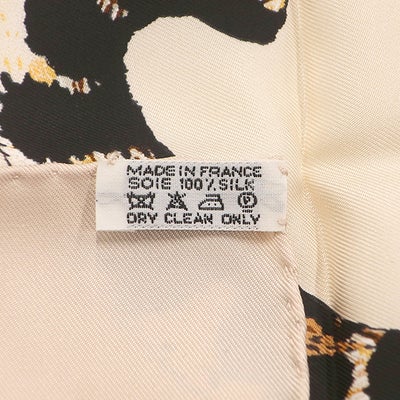 MADE IN FRANCE
SOIE 100% SILK
P
DRY CLEAN ONLY